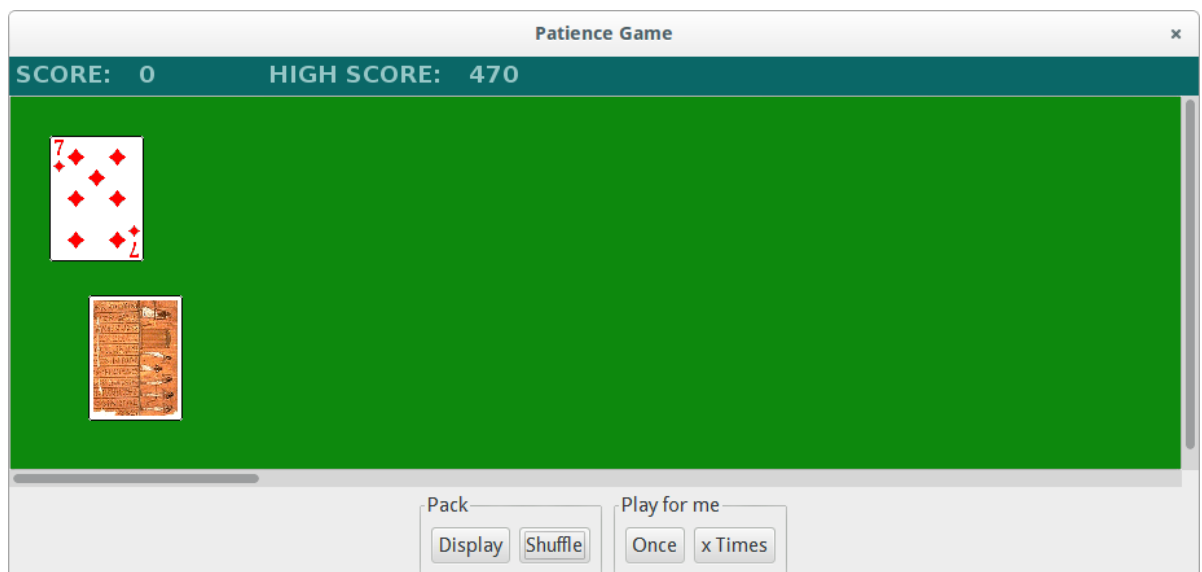 Patience Game ×
SCORE: 0 HIGH SCORE: 470
7
7
Pack Play for me
Display Shuffle Once x Times